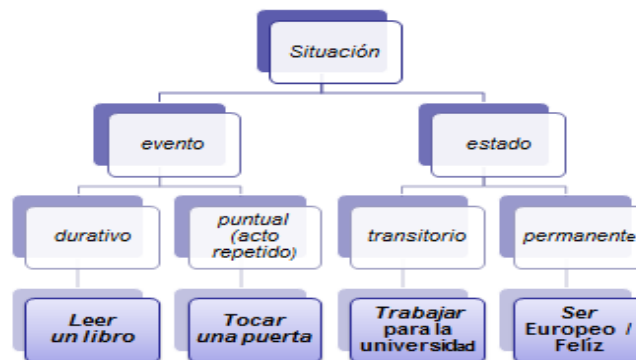 Situación
evento
estado
durativo
puntual
(acto
repetido)
transitorio
permanente
Leer
un libro
Tocar
una puerta
Trabajar
para la
universidad
Ser
Europeo /
Feliz